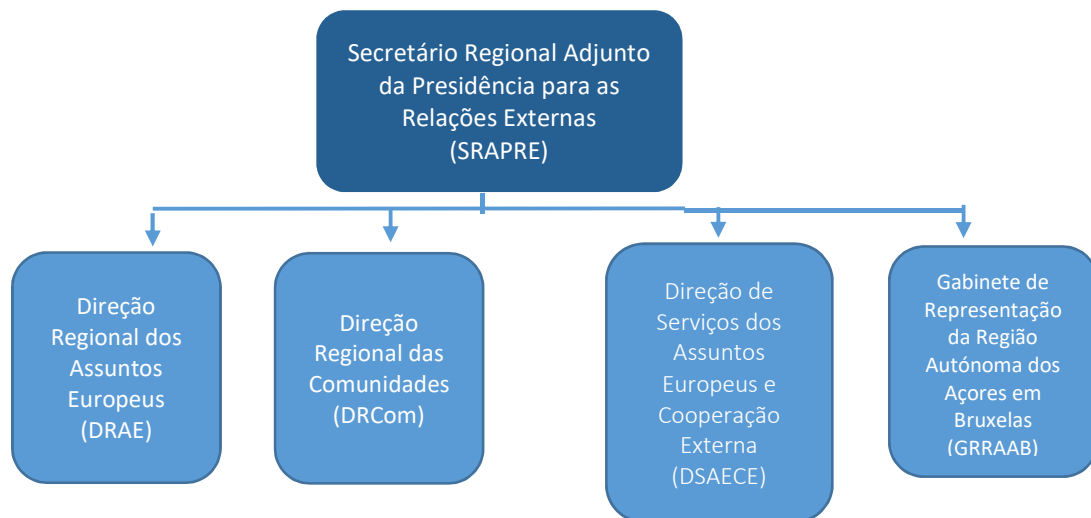 Secretário Regional Adjunto
da Presidência para as
Relações Externas
(SRAPRE)
Direção
Regional dos
Assuntos
Europeus
(DRAE)
Direção
Regional das
Comunidades
(DRCom)
Direção de
Serviços dos
Assuntos
Europeus e
Cooperação
Externa
(DSAECE)
Gabinete de
Representação
da Região
Autónoma dos
Açores em
Bruxelas
(GRRAAB)